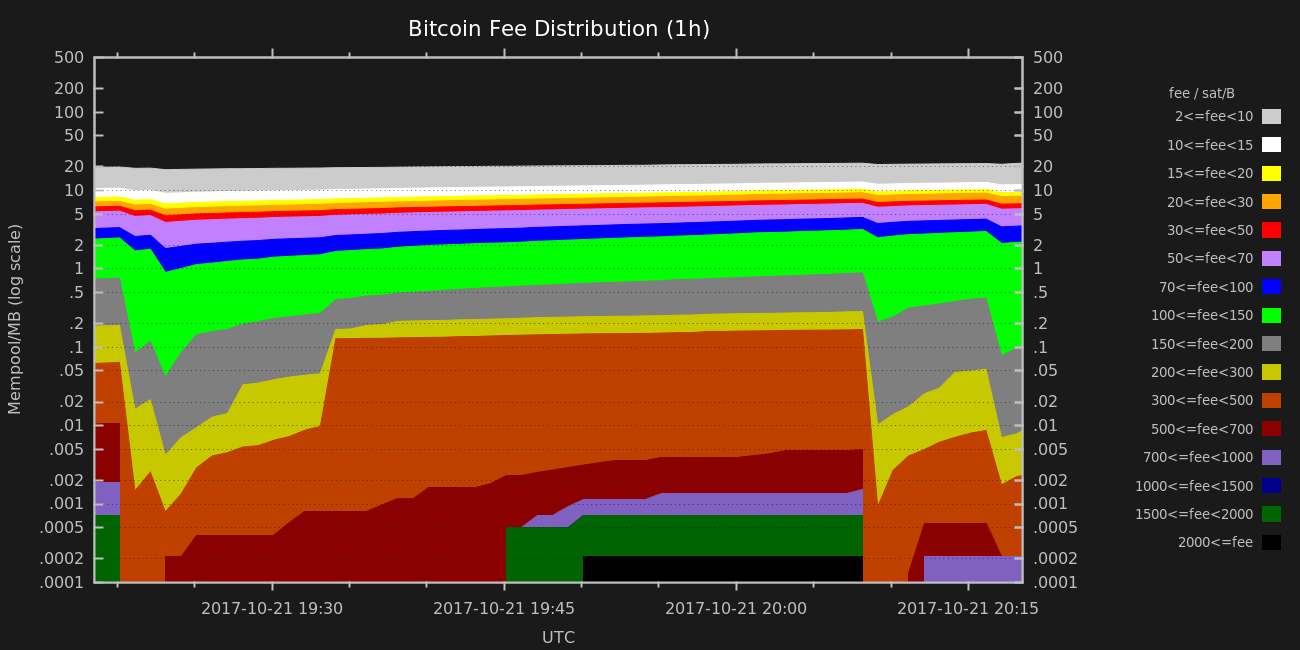 Bitcoin Fee Distribution (1h)
500
200
100
50
20
10
5
2
1
.5
.2
.1
.05
.02
.01
.005
.002
.001
.0005
.0002
.0001
Mempool/MB (log scale)
500
200
100
50
20
10
5
2
1
.5
.2
.1
.05
.02
.01
.005
.002
.001
.0005
.0002
.0001
2017-10-21 19:30 2017-10-21 19:45 2017-10-21 20:00 2017-10-21 20:15
UTC
fee / sat/B
2<=fee<10
10<=fee<15
15<=fee<20
20<=fee<30
30<=fee<50
50<=fee<70
70<=fee<100
100<=fee<150
150<=fee<200
200<=fee<300
300<=fee<500
500<=fee<700
700<=fee<1000
1000<=fee<1500
1500<=fee<2000
2000<=fee